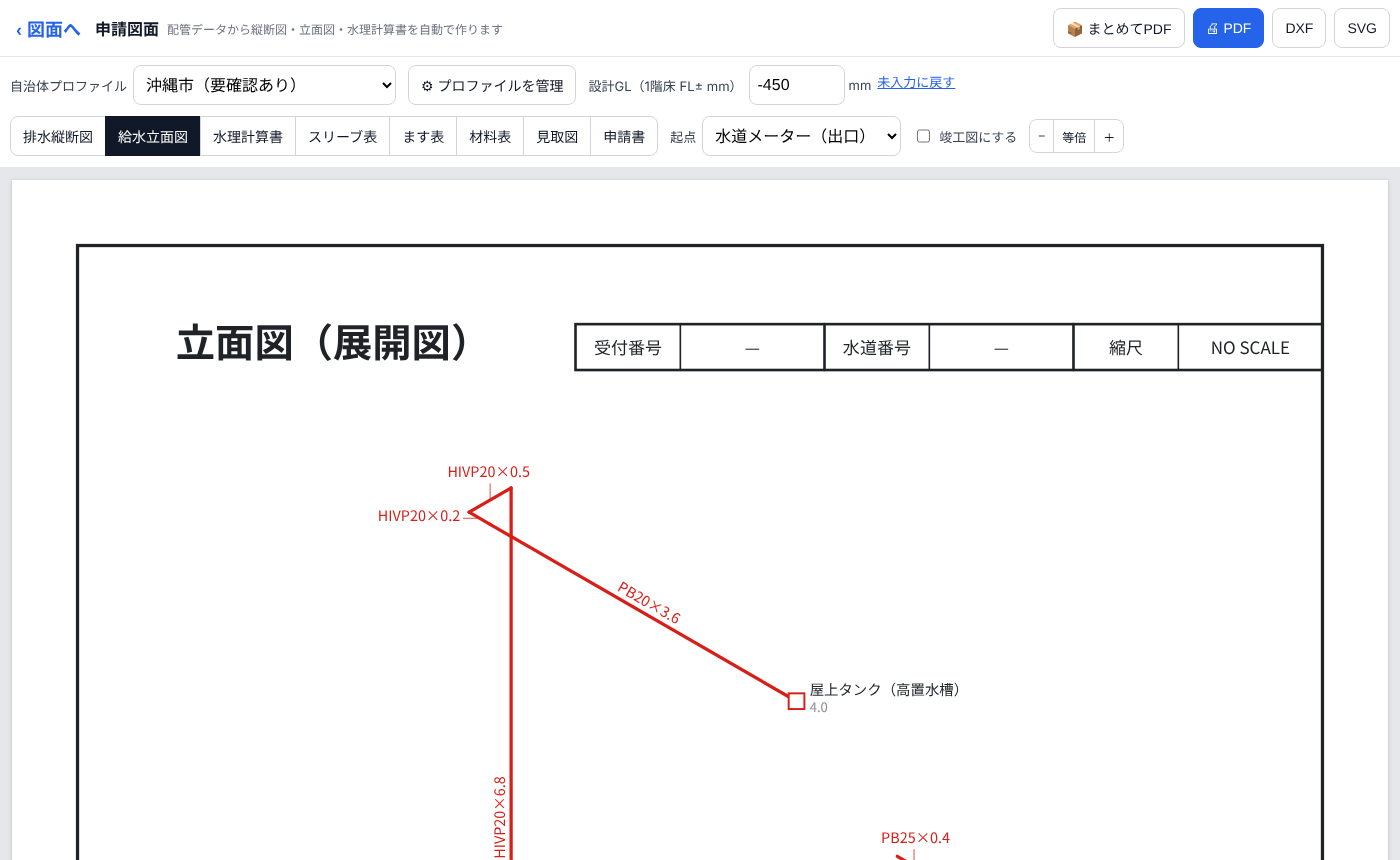 ‹ 図面へ 申請図面 配管データから縦断図・立面図・水理計算書を自動で作ります まとめてPDF PDF DXF SVG
自治体プロファイル 沖縄市（要確認あり） プロファイルを管理 設計GL（1階床 FL± mm） -450 mm 未入力に戻す
排水縦断図 給水立面図 水理計算書 スリーブ表 ます表 材料表 見取図 申請書 起点 水道メーター（出口） 竣工図にする − 等倍 ＋
立面図（展開図） 受付番号 — 水道番号 — 縮尺 NO SCALE
HIVP20×0.5
HIVP20×0.2
PB20×3.6
屋上タンク（高置水槽）
4.0
HIVP20×6.8
PB25×0.4